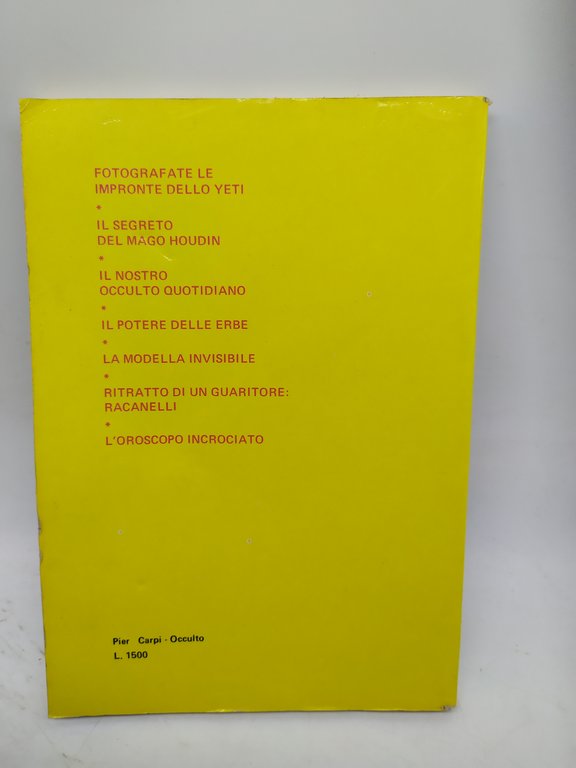 FOTOGRAFATE LE
IMPRONTE DELLO YETI
*
IL SEGRETO
DEL MAGO HOUDIN
*
IL NOSTRO
OCCULTO QUOTIDIANO
*
IL POTERE DELLE ERBE
*
LA MODELLA INVISIBILE
*
RITRATTO DI UN GUARITORE:
RACANELLI
*
L'OROSCOPO INCROCIATO
Pier Carpi - Occulto
L. 1500